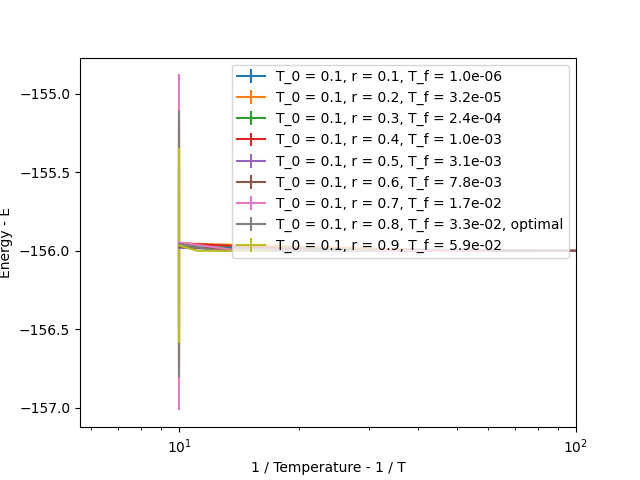 T_0 = 0.1, r = 0.1, T_f = 1.0e-06
T_0 = 0.1, r = 0.2, T_f = 3.2e-05
T_0 = 0.1, r = 0.3, T_f = 2.4e-04
T_0 = 0.1, r = 0.4, T_f = 1.0e-03
T_0 = 0.1, r = 0.5, T_f = 3.1e-03
T_0 = 0.1, r = 0.6, T_f = 7.8e-03
T_0 = 0.1, r = 0.7, T_f = 1.7e-02
T_0 = 0.1, r = 0.8, T_f = 3.3e-02, optimal
T_0 = 0.1, r = 0.9, T_f = 5.9e-02
−155.0
−155.5
−156.0
−156.5
−157.0
Energy - E
10¹
10²
1 / Temperature - 1 / T